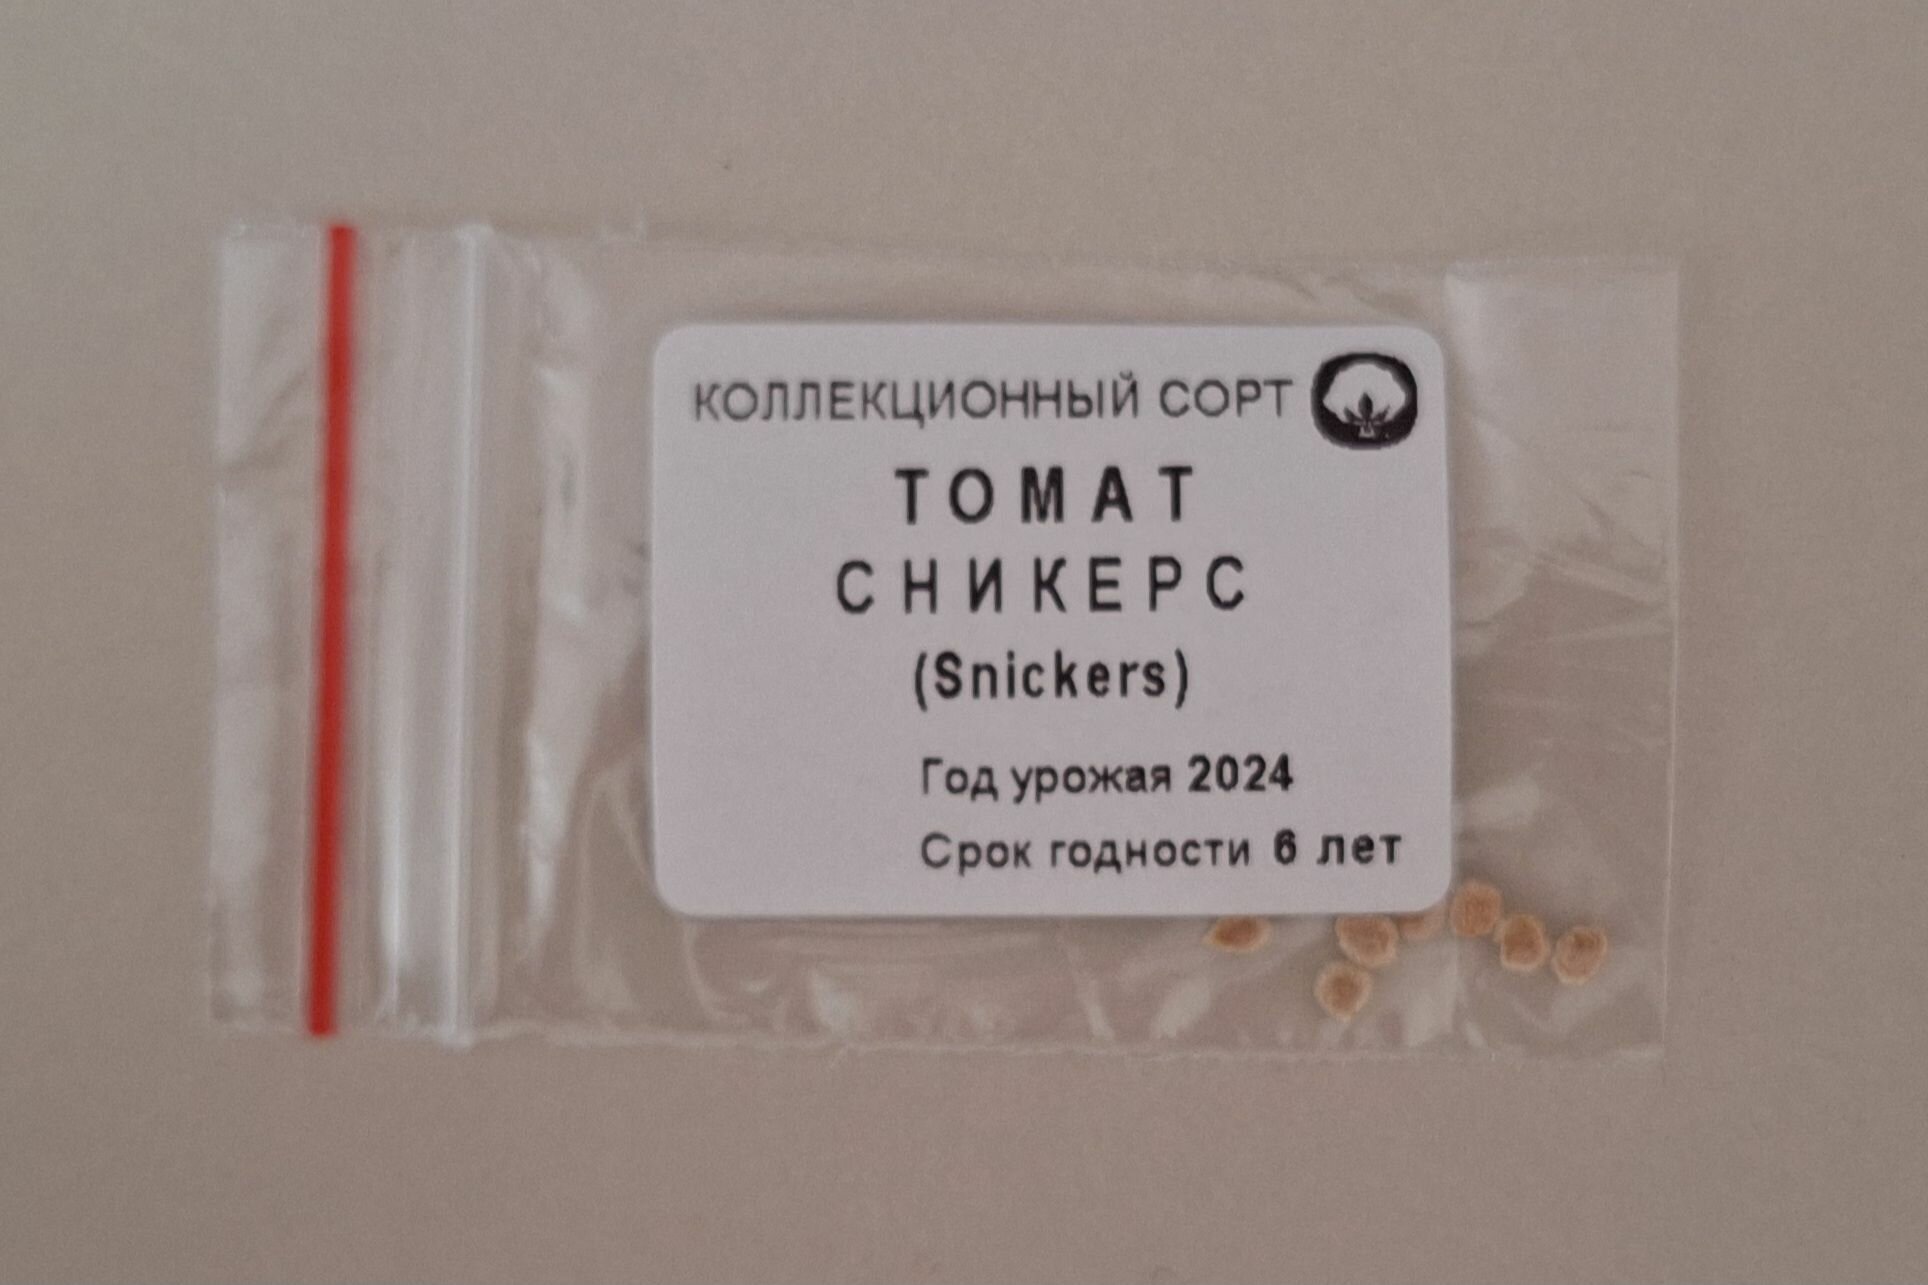 КОЛЛЕКЦИОННЫЙ СОРТ
ТОМАТ
СНИКЕРС
(Snickers)
Год урожая 2024
Срок годности 6 лет